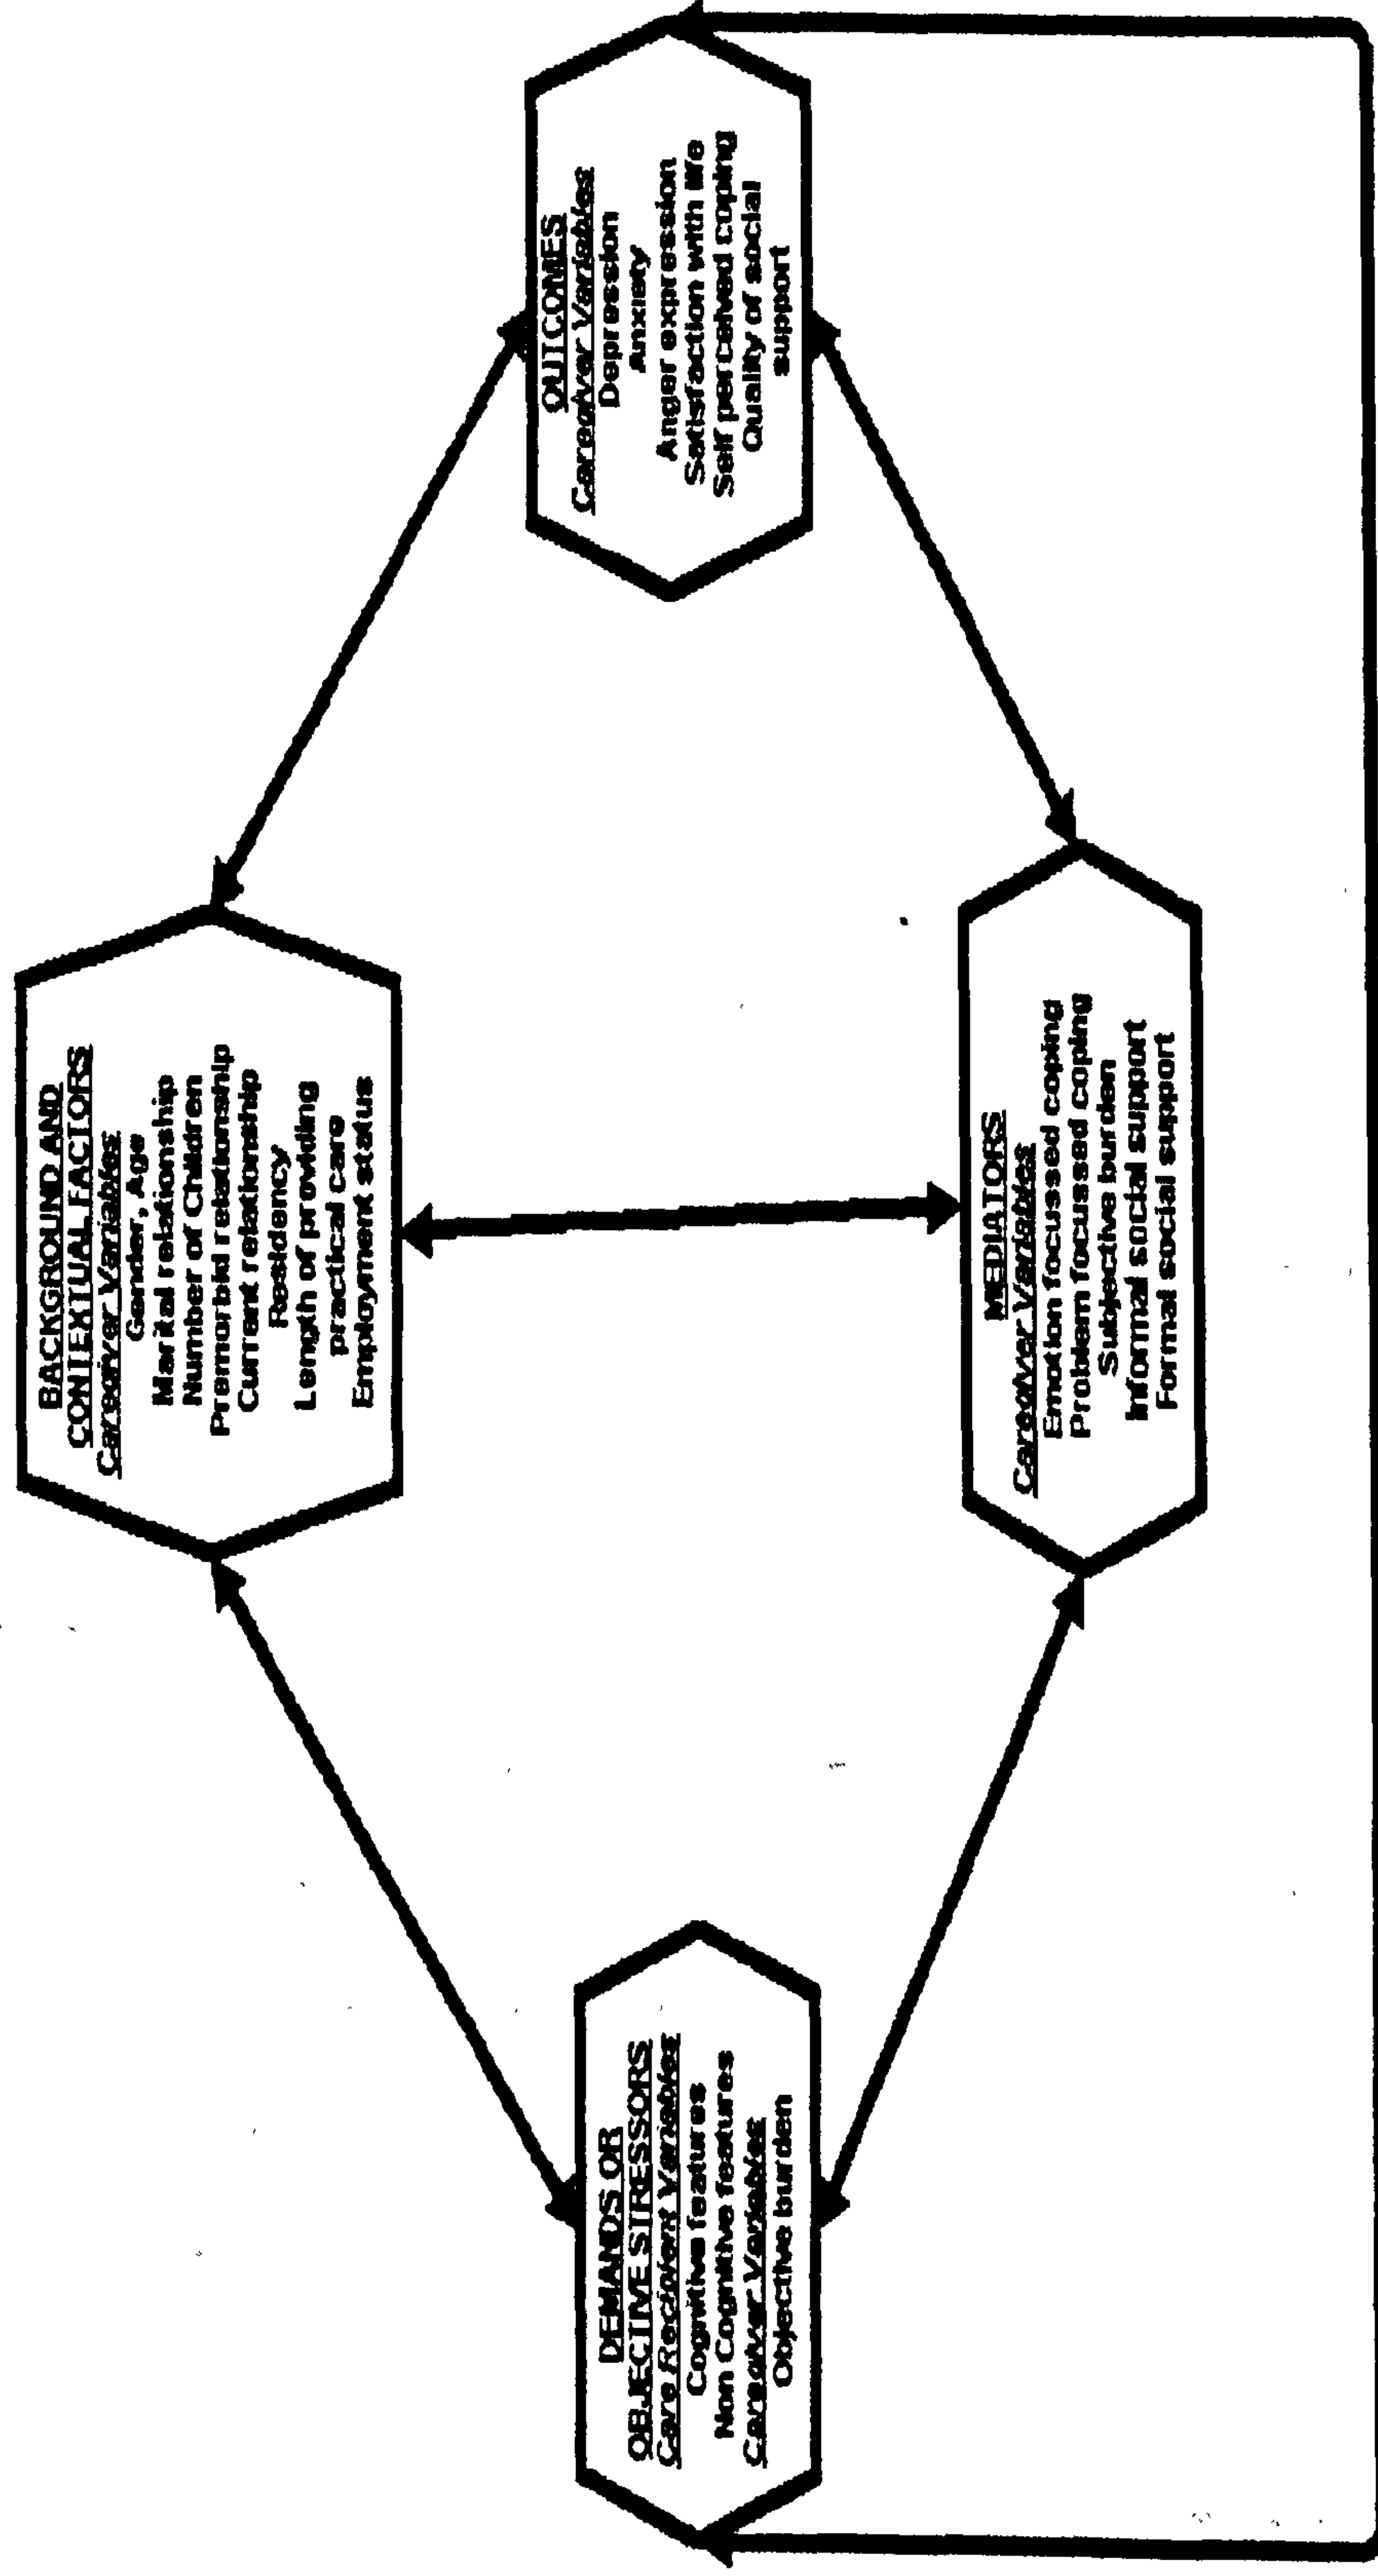 BACKGROUND AND
CONTEXTUAL FACTORS
Caregiver Variables
Gender, Age
Marital relationship
Number of Children
Premorbid relationship
Current relationship
Residency
Length of providing
practical care
Employment status
DEMANDS OR
OBJECTIVE STRESSORS
Care Recipient Variables
Cognitive features
Non Cognitive features
Caregiver Variables
Objective burden
OUTCOMES
Caregiver Variables
Depression
Anxiety
Anger expression
Satisfaction with life
Self perceived coping
Quality of social
support
MEDIATORS
Caregiver Variables
Emotion focussed coping
Problem focussed coping
Subjective burden
Informal social support
Formal social support